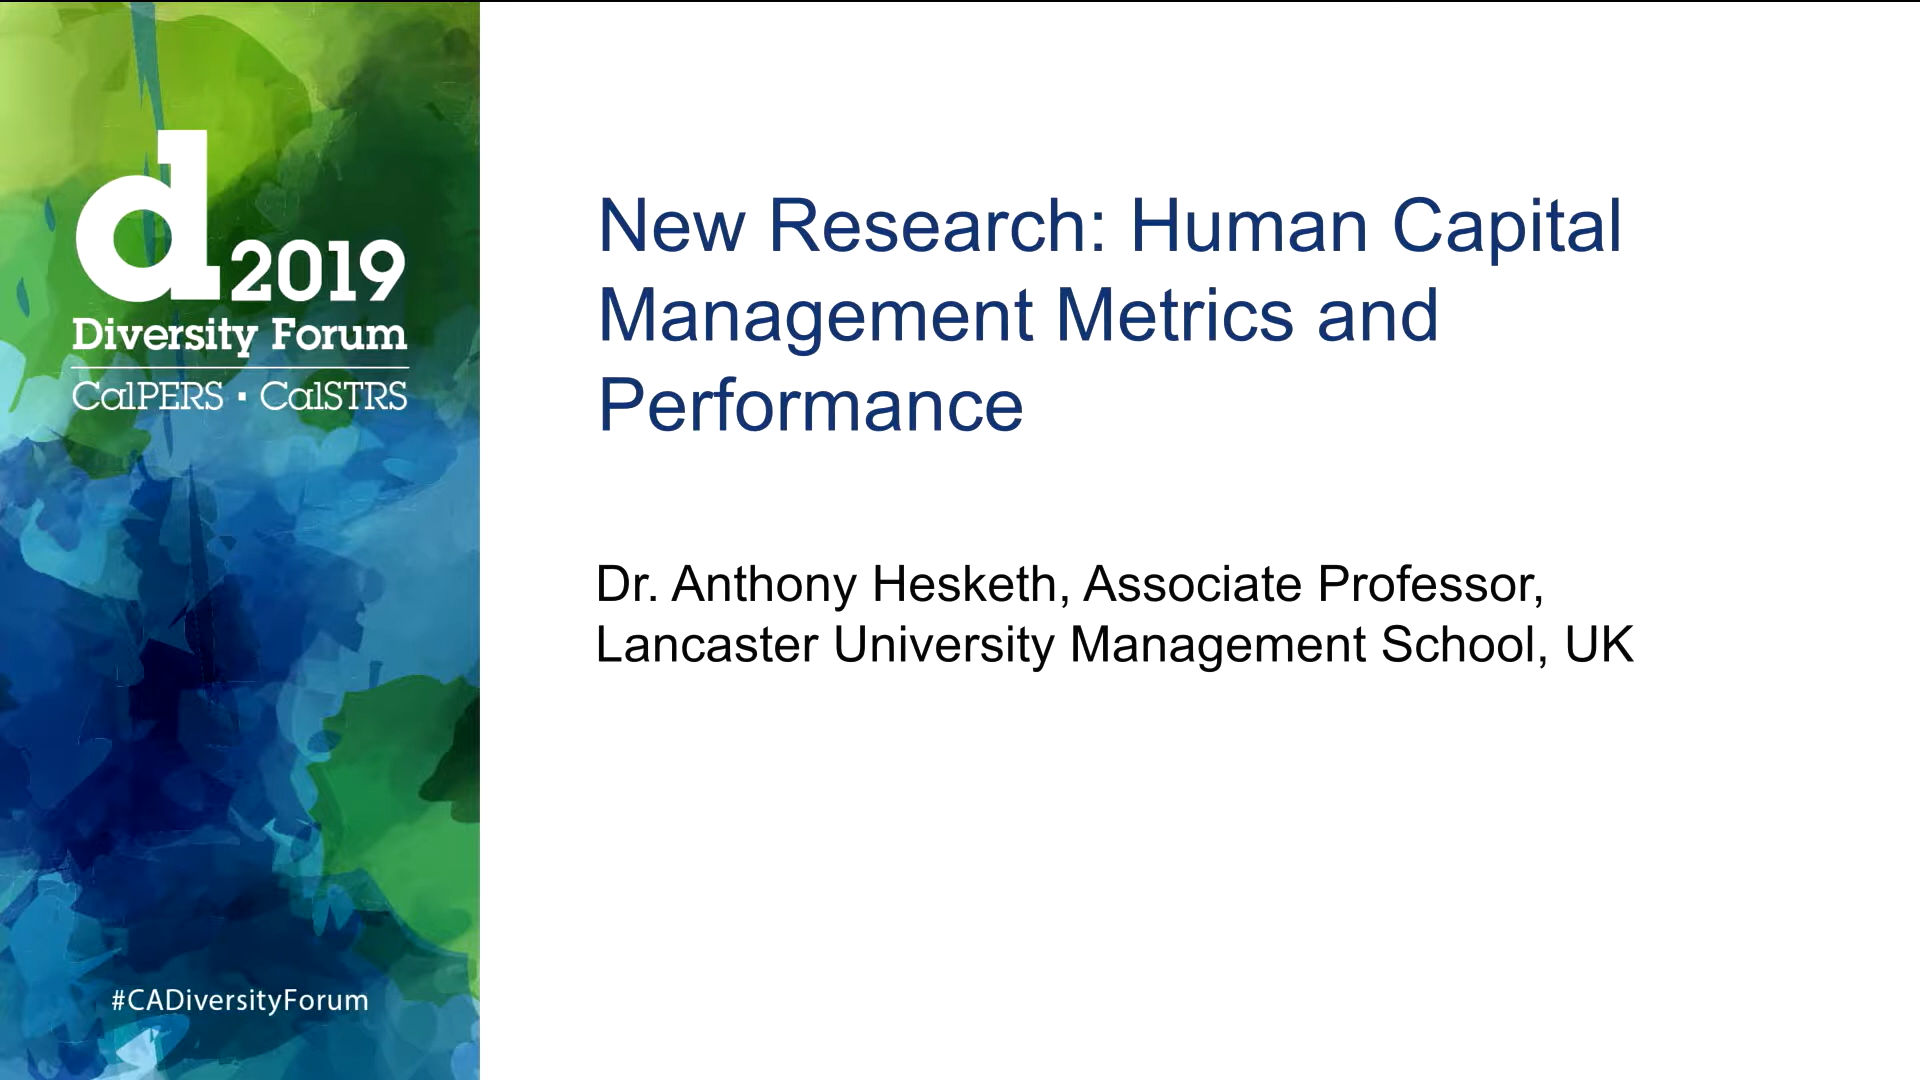 d2019
Diversity Forum
CalPERS ▪ CalSTRS
#CADiversityForum
New Research: Human Capital
Management Metrics and
Performance
Dr. Anthony Hesketh, Associate Professor,
Lancaster University Management School, UK